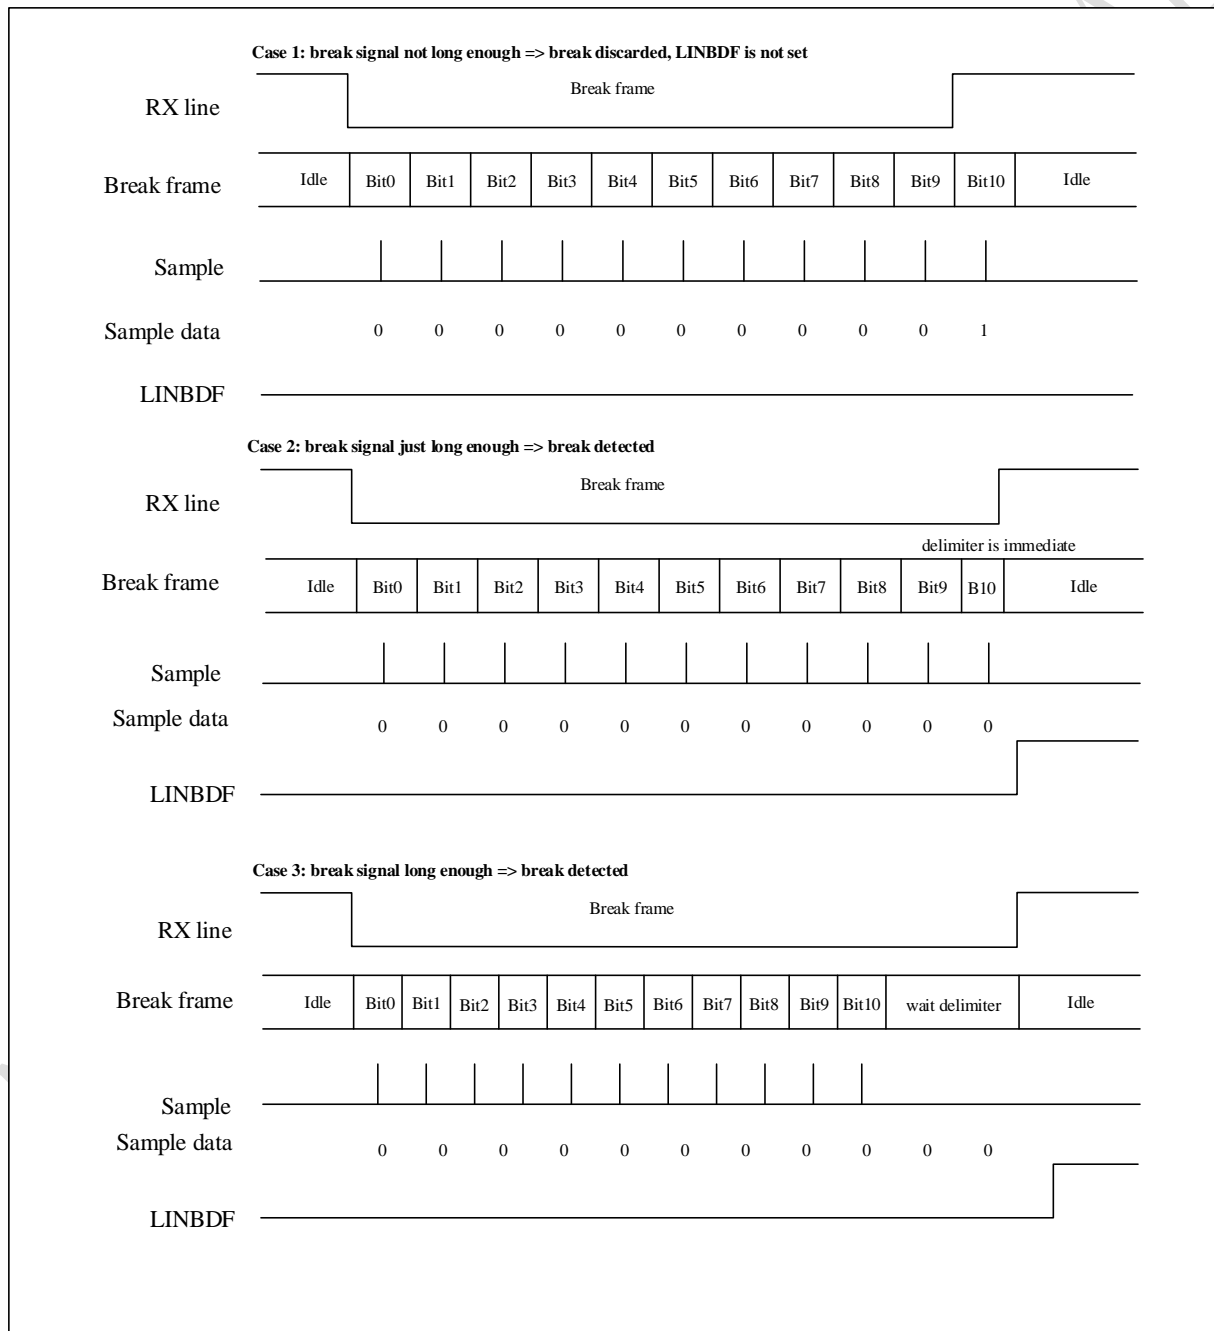 Case 1: break signal not long enough => break discarded, LINBDF is not set
Break frame
RX line
Break frame Idle Bit0 Bit1 Bit2 Bit3 Bit4 Bit5 Bit6 Bit7 Bit8 Bit9 Bit10 Idle
Sample
Sample data 0 0 0 0 0 0 0 0 0 0 1
LINBDF
Case 2: break signal just long enough => break detected
Break frame
RX line
delimiter is immediate
Break frame Idle Bit0 Bit1 Bit2 Bit3 Bit4 Bit5 Bit6 Bit7 Bit8 Bit9 B10 Idle
Sample
Sample data 0 0 0 0 0 0 0 0 0 0 0
LINBDF
Case 3: break signal long enough => break detected
Break frame
RX line
Break frame Idle Bit0 Bit1 Bit2 Bit3 Bit4 Bit5 Bit6 Bit7 Bit8 Bit9 Bit10 wait delimiter Idle
Sample
Sample data 0 0 0 0 0 0 0 0 0 0 0
LINBDF